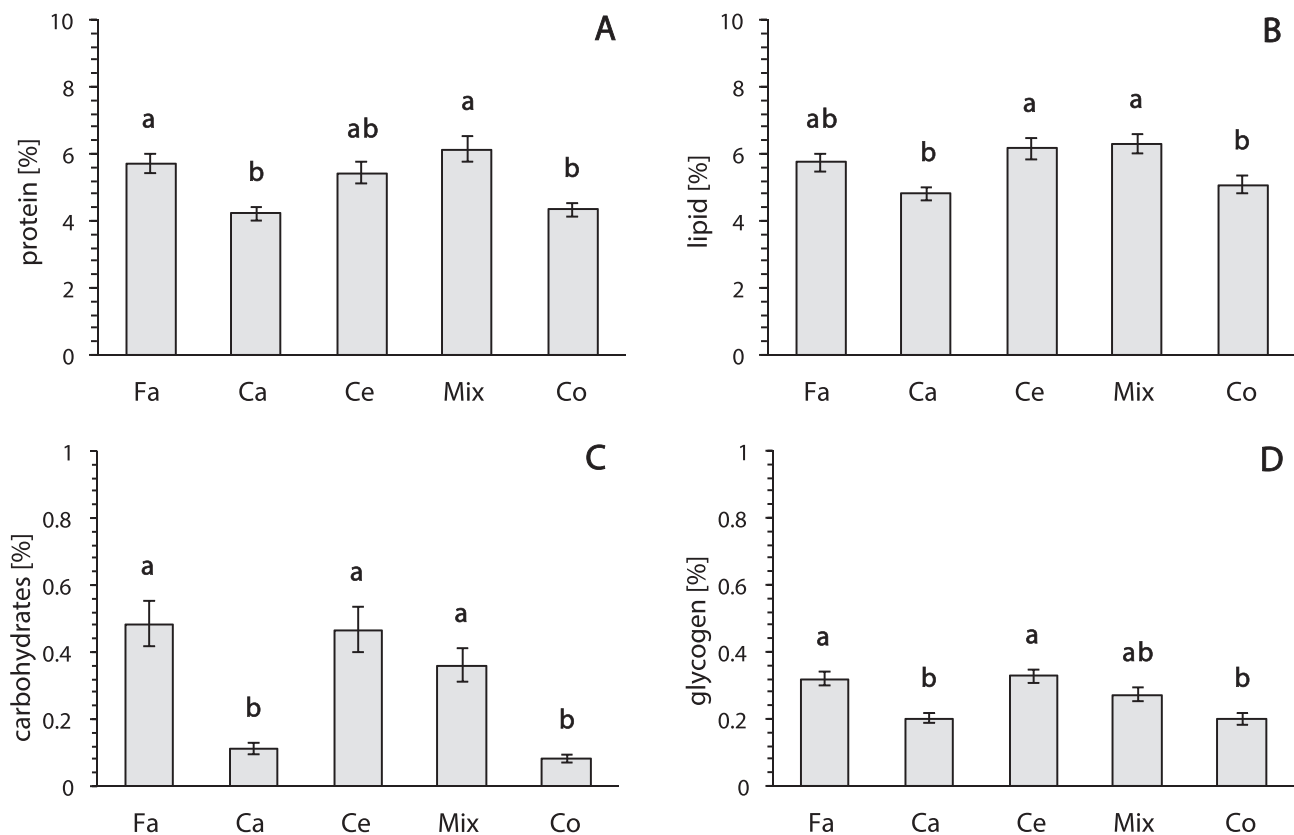 A
protein [%]
10
8
6
4
2
0
a
b
ab
a
b
Fa Ca Ce Mix Co
B
lipid [%]
10
8
6
4
2
0
ab
b
a
a
b
Fa Ca Ce Mix Co
C
carbohydrates [%]
1
0.8
0.6
0.4
0.2
0
a
b
a
a
b
Fa Ca Ce Mix Co
D
glycogen [%]
1
0.8
0.6
0.4
0.2
0
a
b
a
ab
b
Fa Ca Ce Mix Co